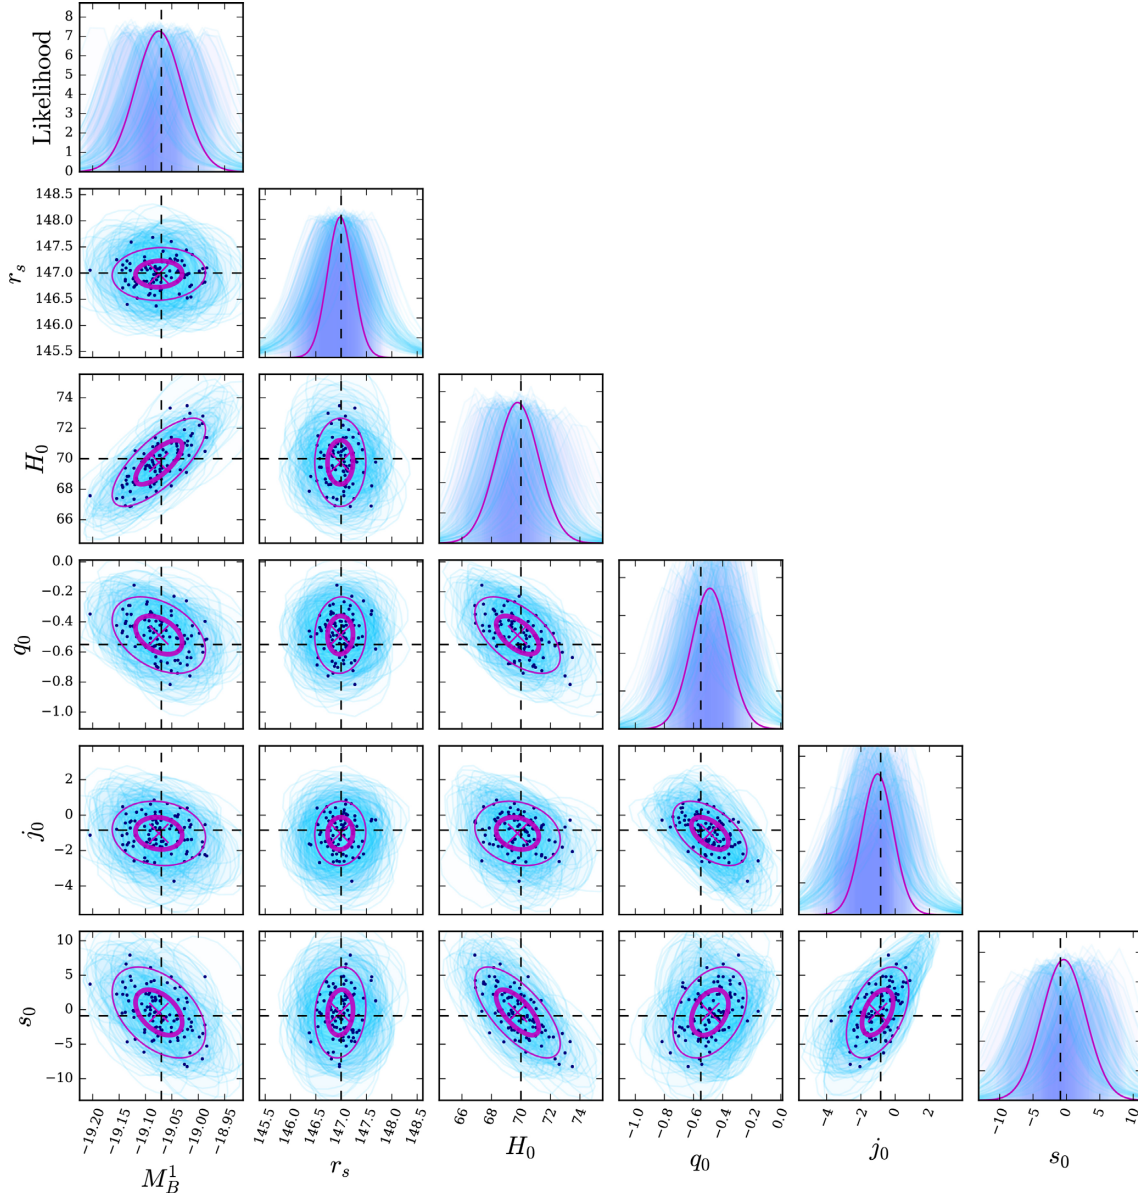 Likelihood
8
7
6
5
4
3
2
1
0
r_s
148.5
148.0
147.5
147.0
146.5
146.0
145.5
H_0
74
72
70
68
66
q_0
0.0
−0.2
−0.4
−0.6
−0.8
−1.0
j_0
2
0
−2
−4
s_0
10
5
0
−5
−10
−19.20 −19.15 −19.10 −19.05 −19.00 −18.95
145.5 146.0 146.5 147.0 147.5 148.0 148.5
66 68 70 72 74
−1.0 −0.8 −0.6 −0.4 −0.2 0.0
−4 −2 0 2
−10 −5 0 5 10
M_B^1 r_s H_0 q_0 j_0 s_0